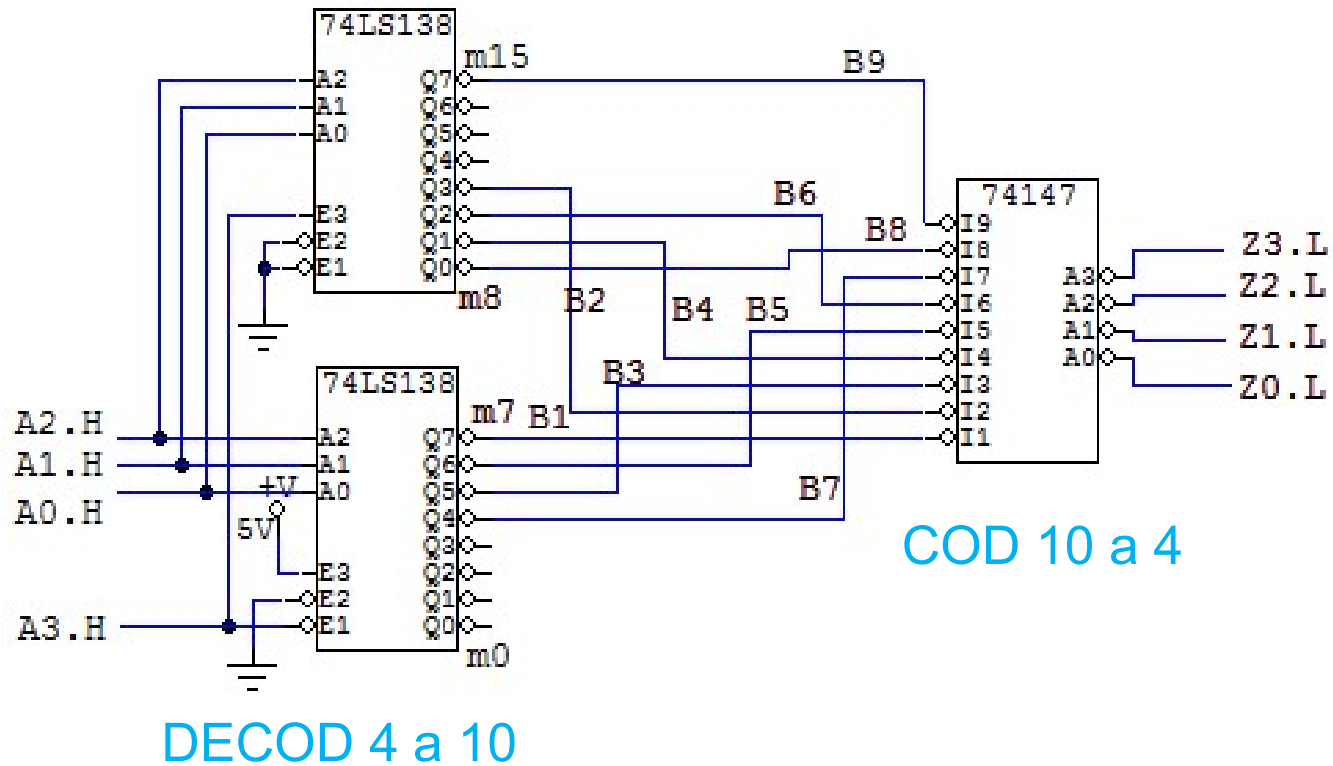 74LS138
m15
B9
A2
A1
A0
E3
E2
E1
Q7
Q6
Q5
Q4
Q3
Q2
Q1
Q0
m8
B6
B8
B2
B4
B5
B3
74147
I9
I8
I7
I6
I5
I4
I3
I2
I1
A3
A2
A1
A0
Z3.L
Z2.L
Z1.L
Z0.L
74LS138
m7
B1
B7
A2.H
A1.H
A0.H
+V
5V
A3.H
A2
A1
A0
E3
E2
E1
Q7
Q6
Q5
Q4
Q3
Q2
Q1
Q0
m0
COD 10 a 4
DECOD 4 a 10